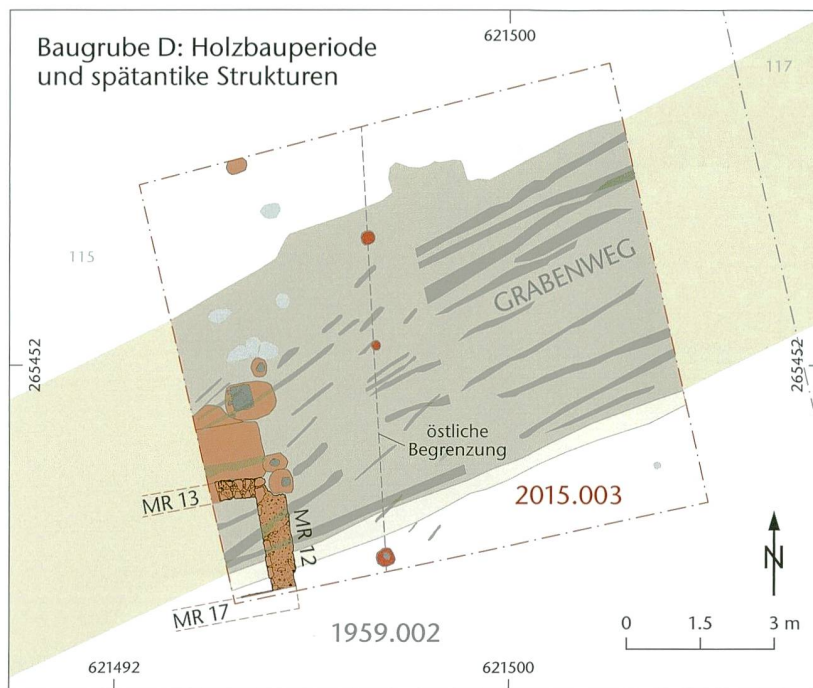 Baugrube D: Holzbauperiode
und spätantike Strukturen
621500
117
115
GRABENWEG
265452
265452
östliche
Begrenzung
2015.003
MR 13
MR 12
MR 17
1959.002
N
0 1.5 3 m
621492
621500